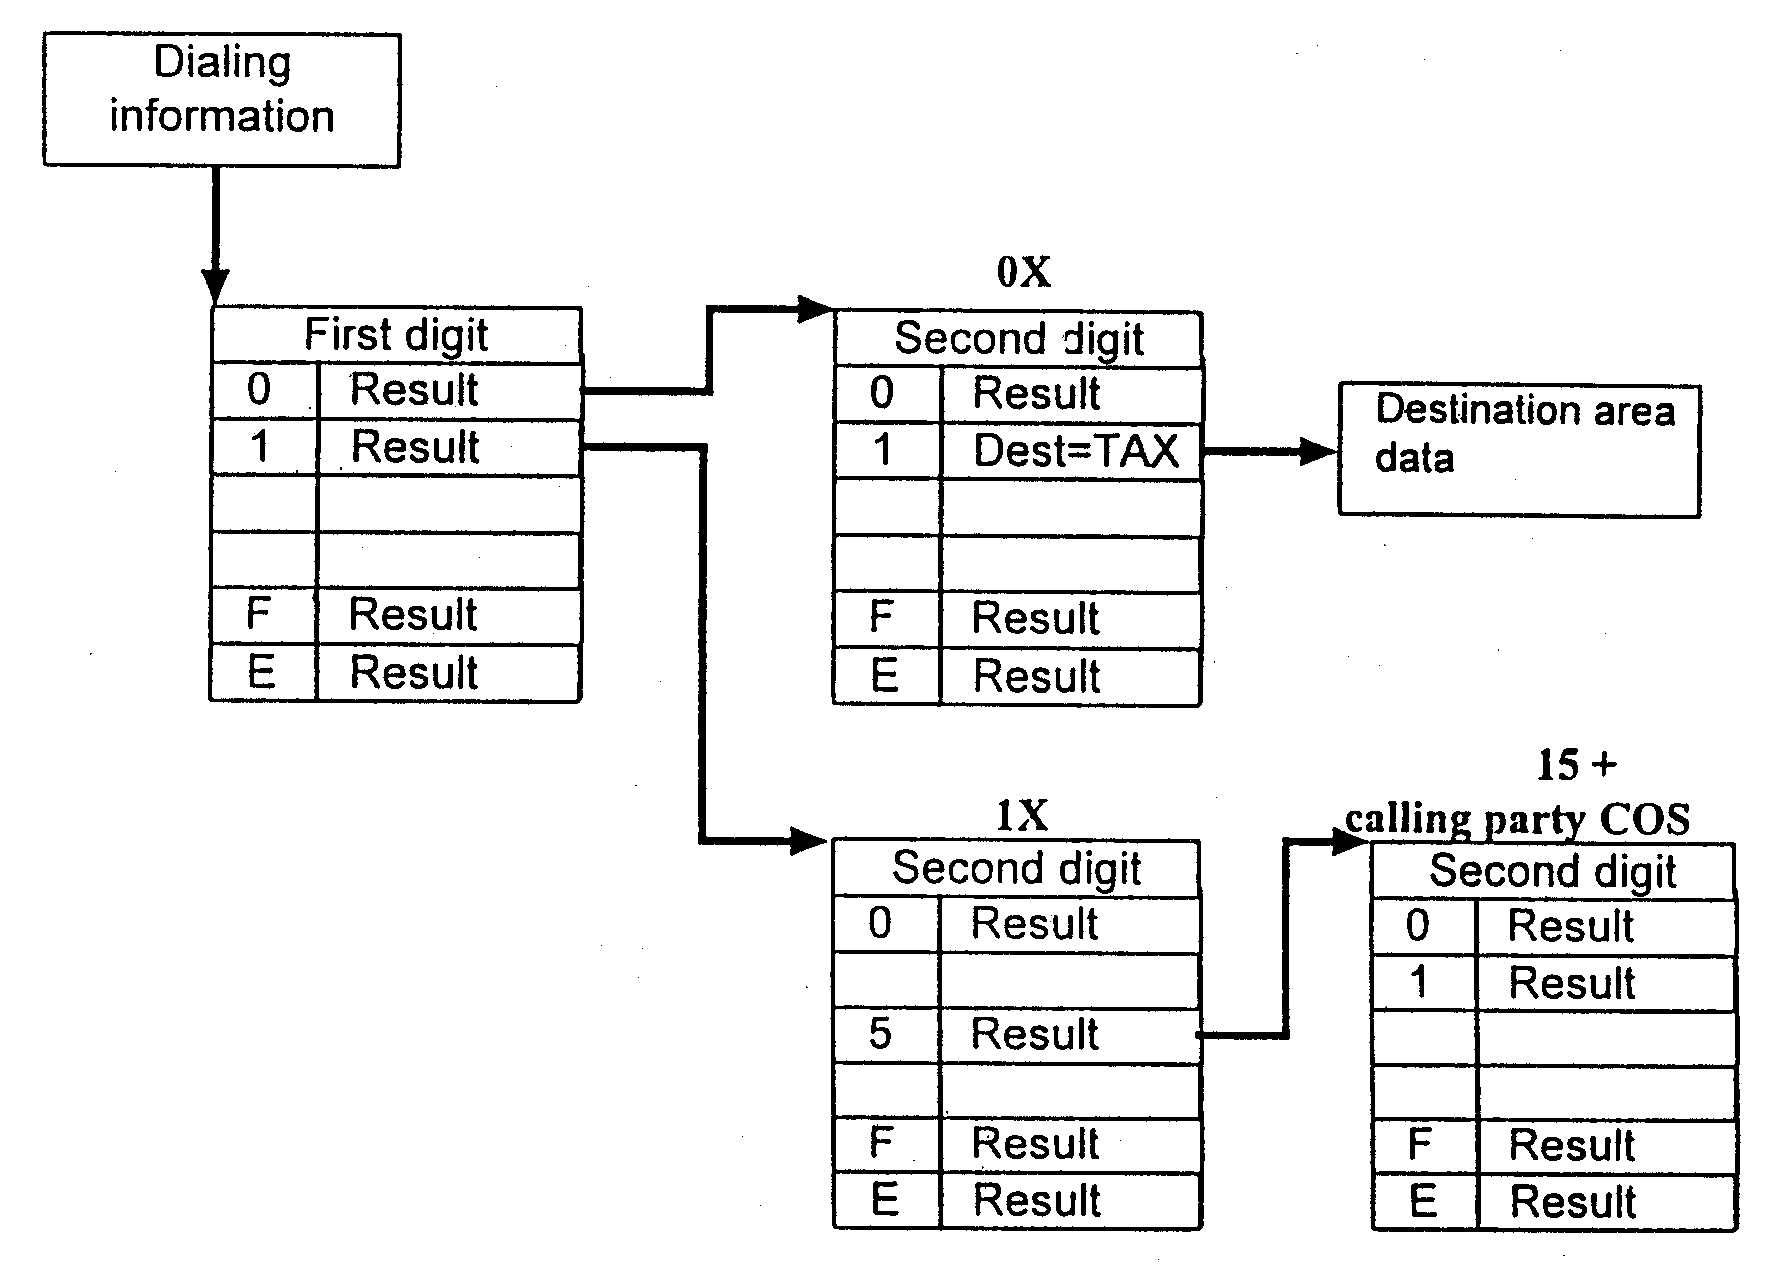 Dialing
information
0X
First digit
0 Result
1 Result
F Result
E Result
Second digit
0 Result
1 Dest=TAX
F Result
E Result
Destination area
data
1X
Second digit
0 Result
5 Result
F Result
E Result
15 +
calling party COS
Second digit
0 Result
1 Result
F Result
E Result